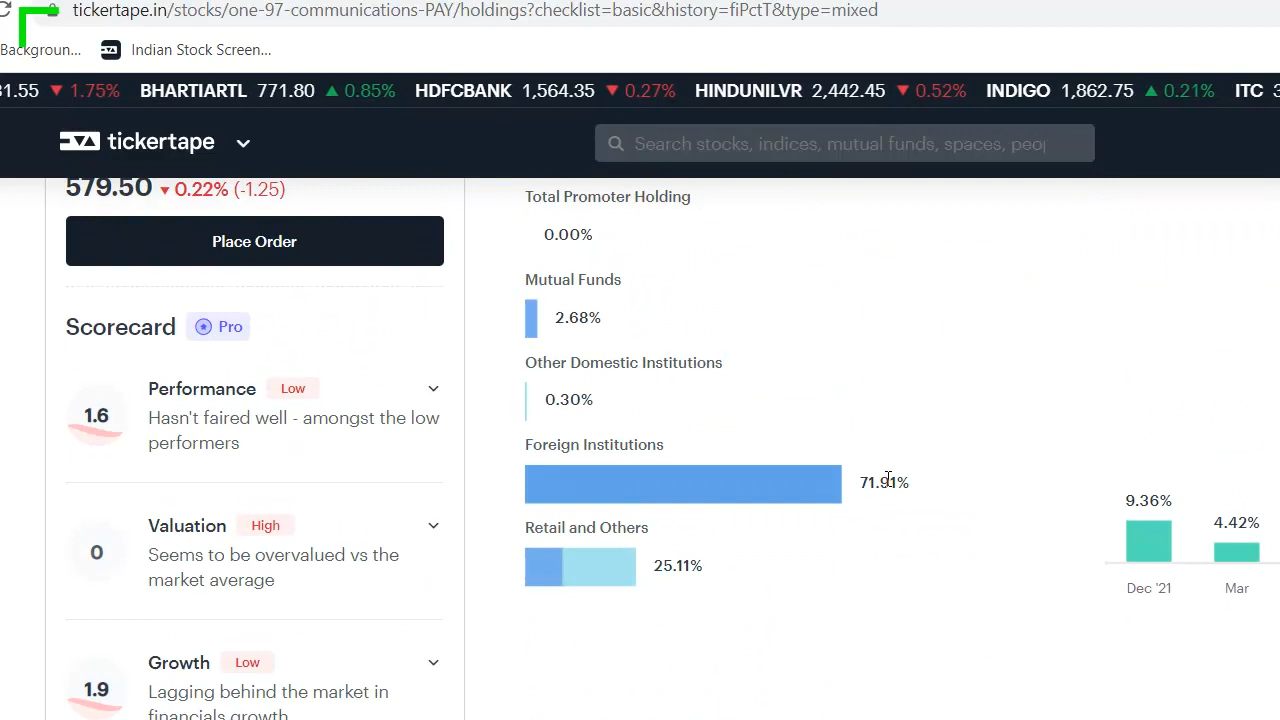 tickertape.in/stocks/one-97-communications-PAY/holdings?checklist=basic&history=fiPctT&type=mixed
Backgroun... Indian Stock Screen...
31.55 ▼ 1.75% BHARTIARTL 771.80 ▲ 0.85% HDFCBANK 1,564.35 ▼ 0.27% HINDUNILVR 2,442.45 ▼ 0.52% INDIGO 1,862.75 ▲ 0.21% ITC
tickertape
Search stocks, indices, mutual funds, spaces, peo
579.50 ▼ 0.22% (-1.25)
Place Order
Scorecard Pro
1.6
Performance Low
Hasn't faired well - amongst the low
performers
0
Valuation High
Seems to be overvalued vs the
market average
1.9
Growth Low
Lagging behind the market in
financials growth
Total Promoter Holding
0.00%
Mutual Funds
2.68%
Other Domestic Institutions
0.30%
Foreign Institutions
71.91%
Retail and Others
25.11%
9.36%
4.42%
Dec '21
Mar